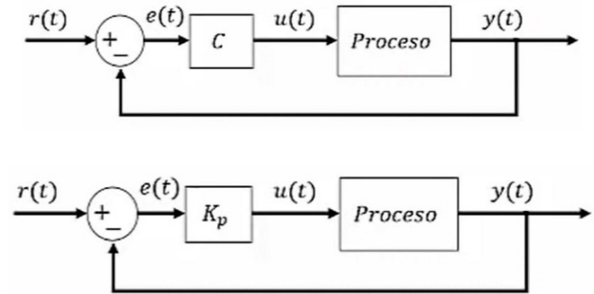 r(t) e(t) u(t) y(t)
+ − C Proceso
r(t) e(t) u(t) y(t)
+ − K_p Proceso